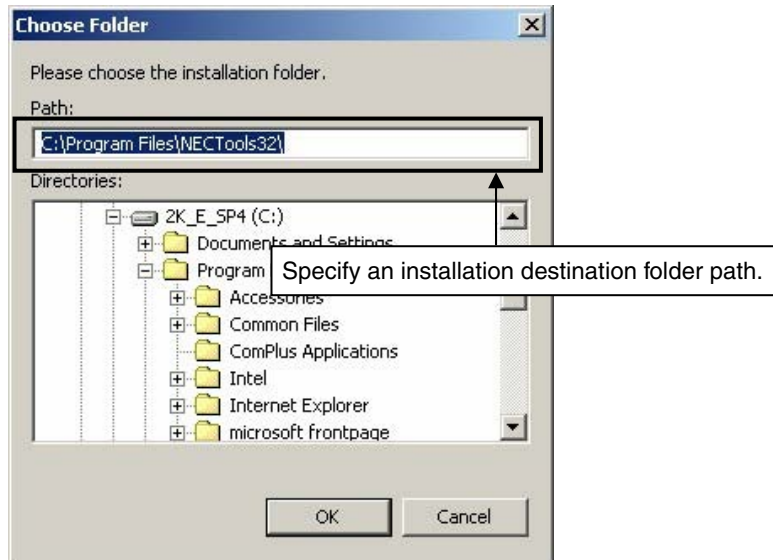 Choose Folder
Please choose the installation folder.
Path:
C:\Program Files\NECTools32\
Directories:
2K_E_SP4 (C:)
Documents and Settings
Program
Specify an installation destination folder path.
Accessories
Common Files
ComPlus Applications
Intel
Internet Explorer
microsoft frontpage
OK
Cancel